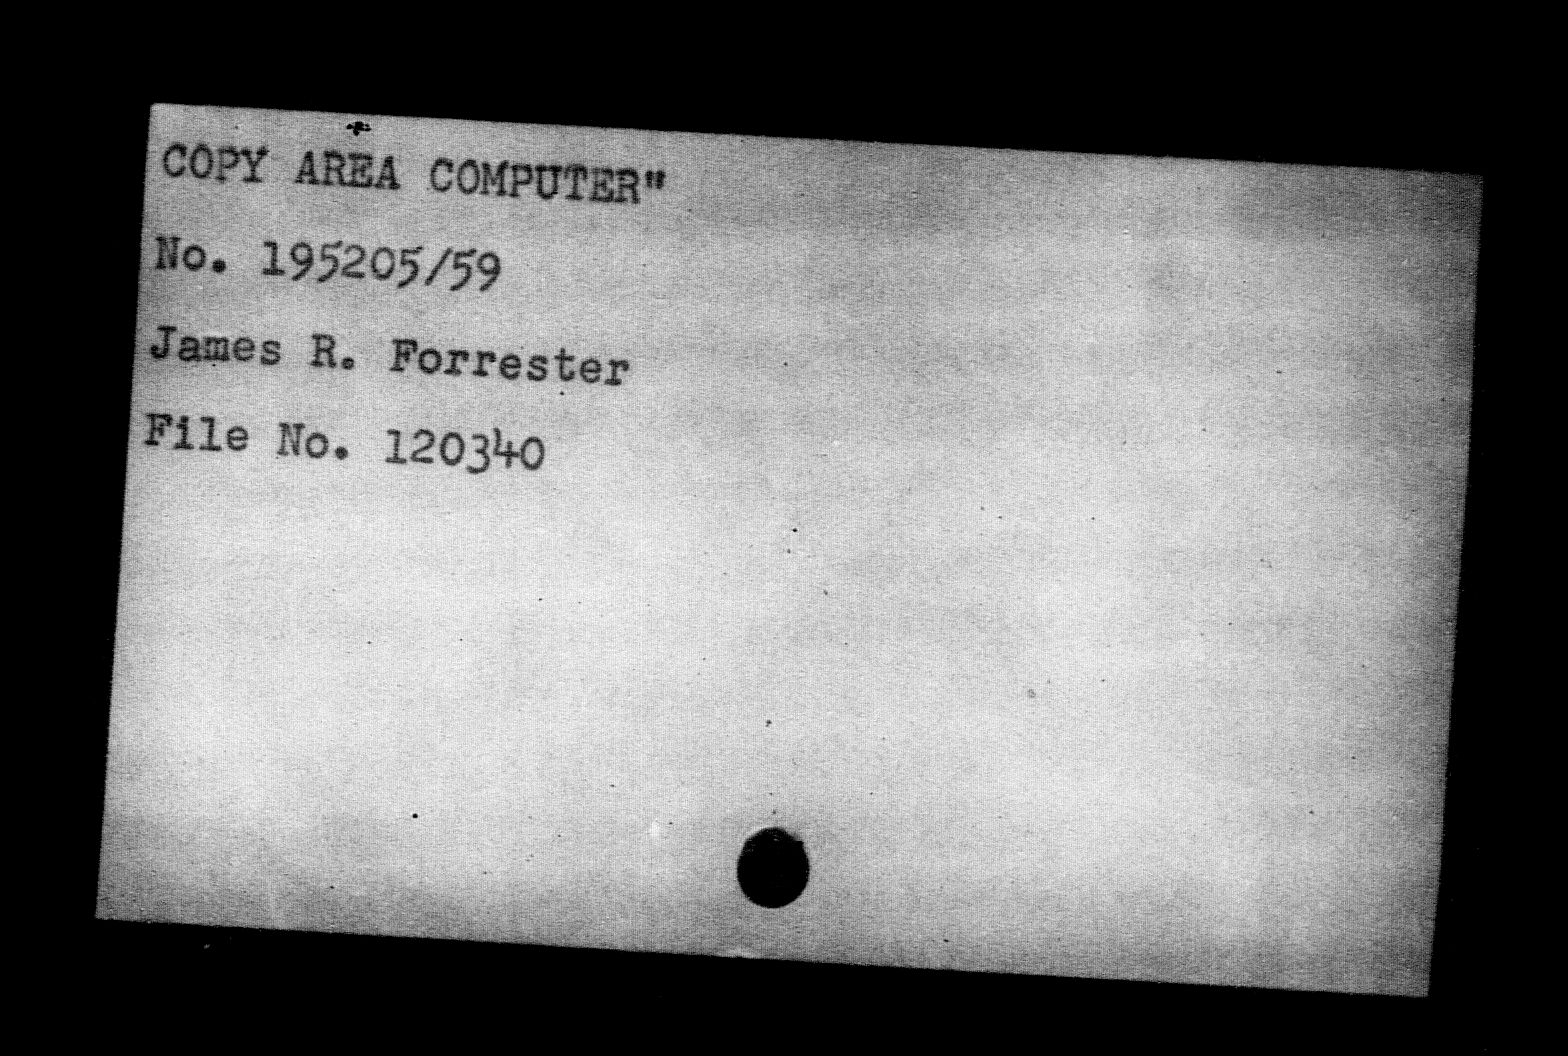 COPY AREA COMPUTER"
No. 195205/59
James R. Forrester
File No. 120340